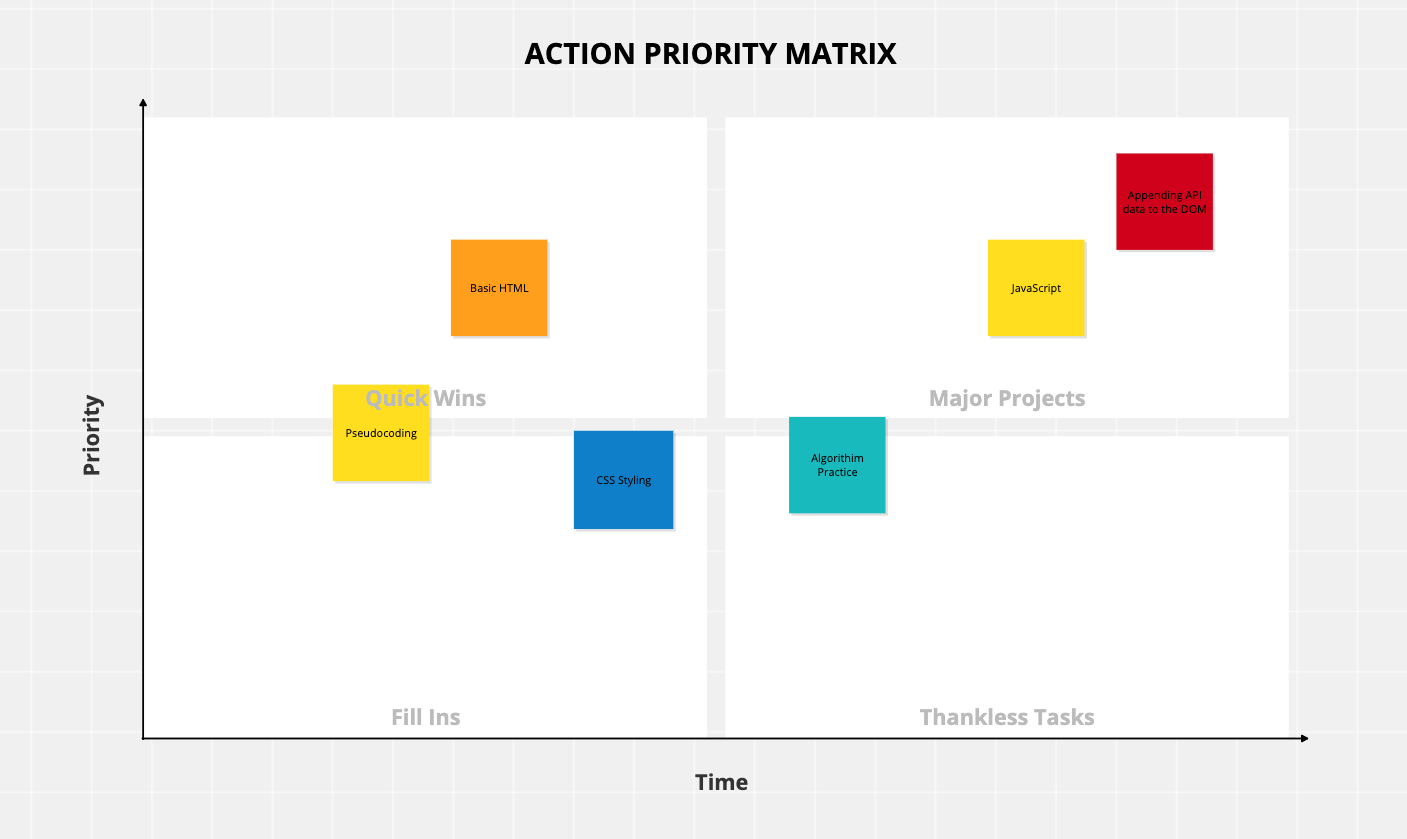 ACTION PRIORITY MATRIX
Appending API
data to the DOM
Basic HTML
JavaScript
Quick Wins
Major Projects
Pseudocoding
Priority
Algorithim
Practice
CSS Styling
Fill Ins
Thankless Tasks
Time